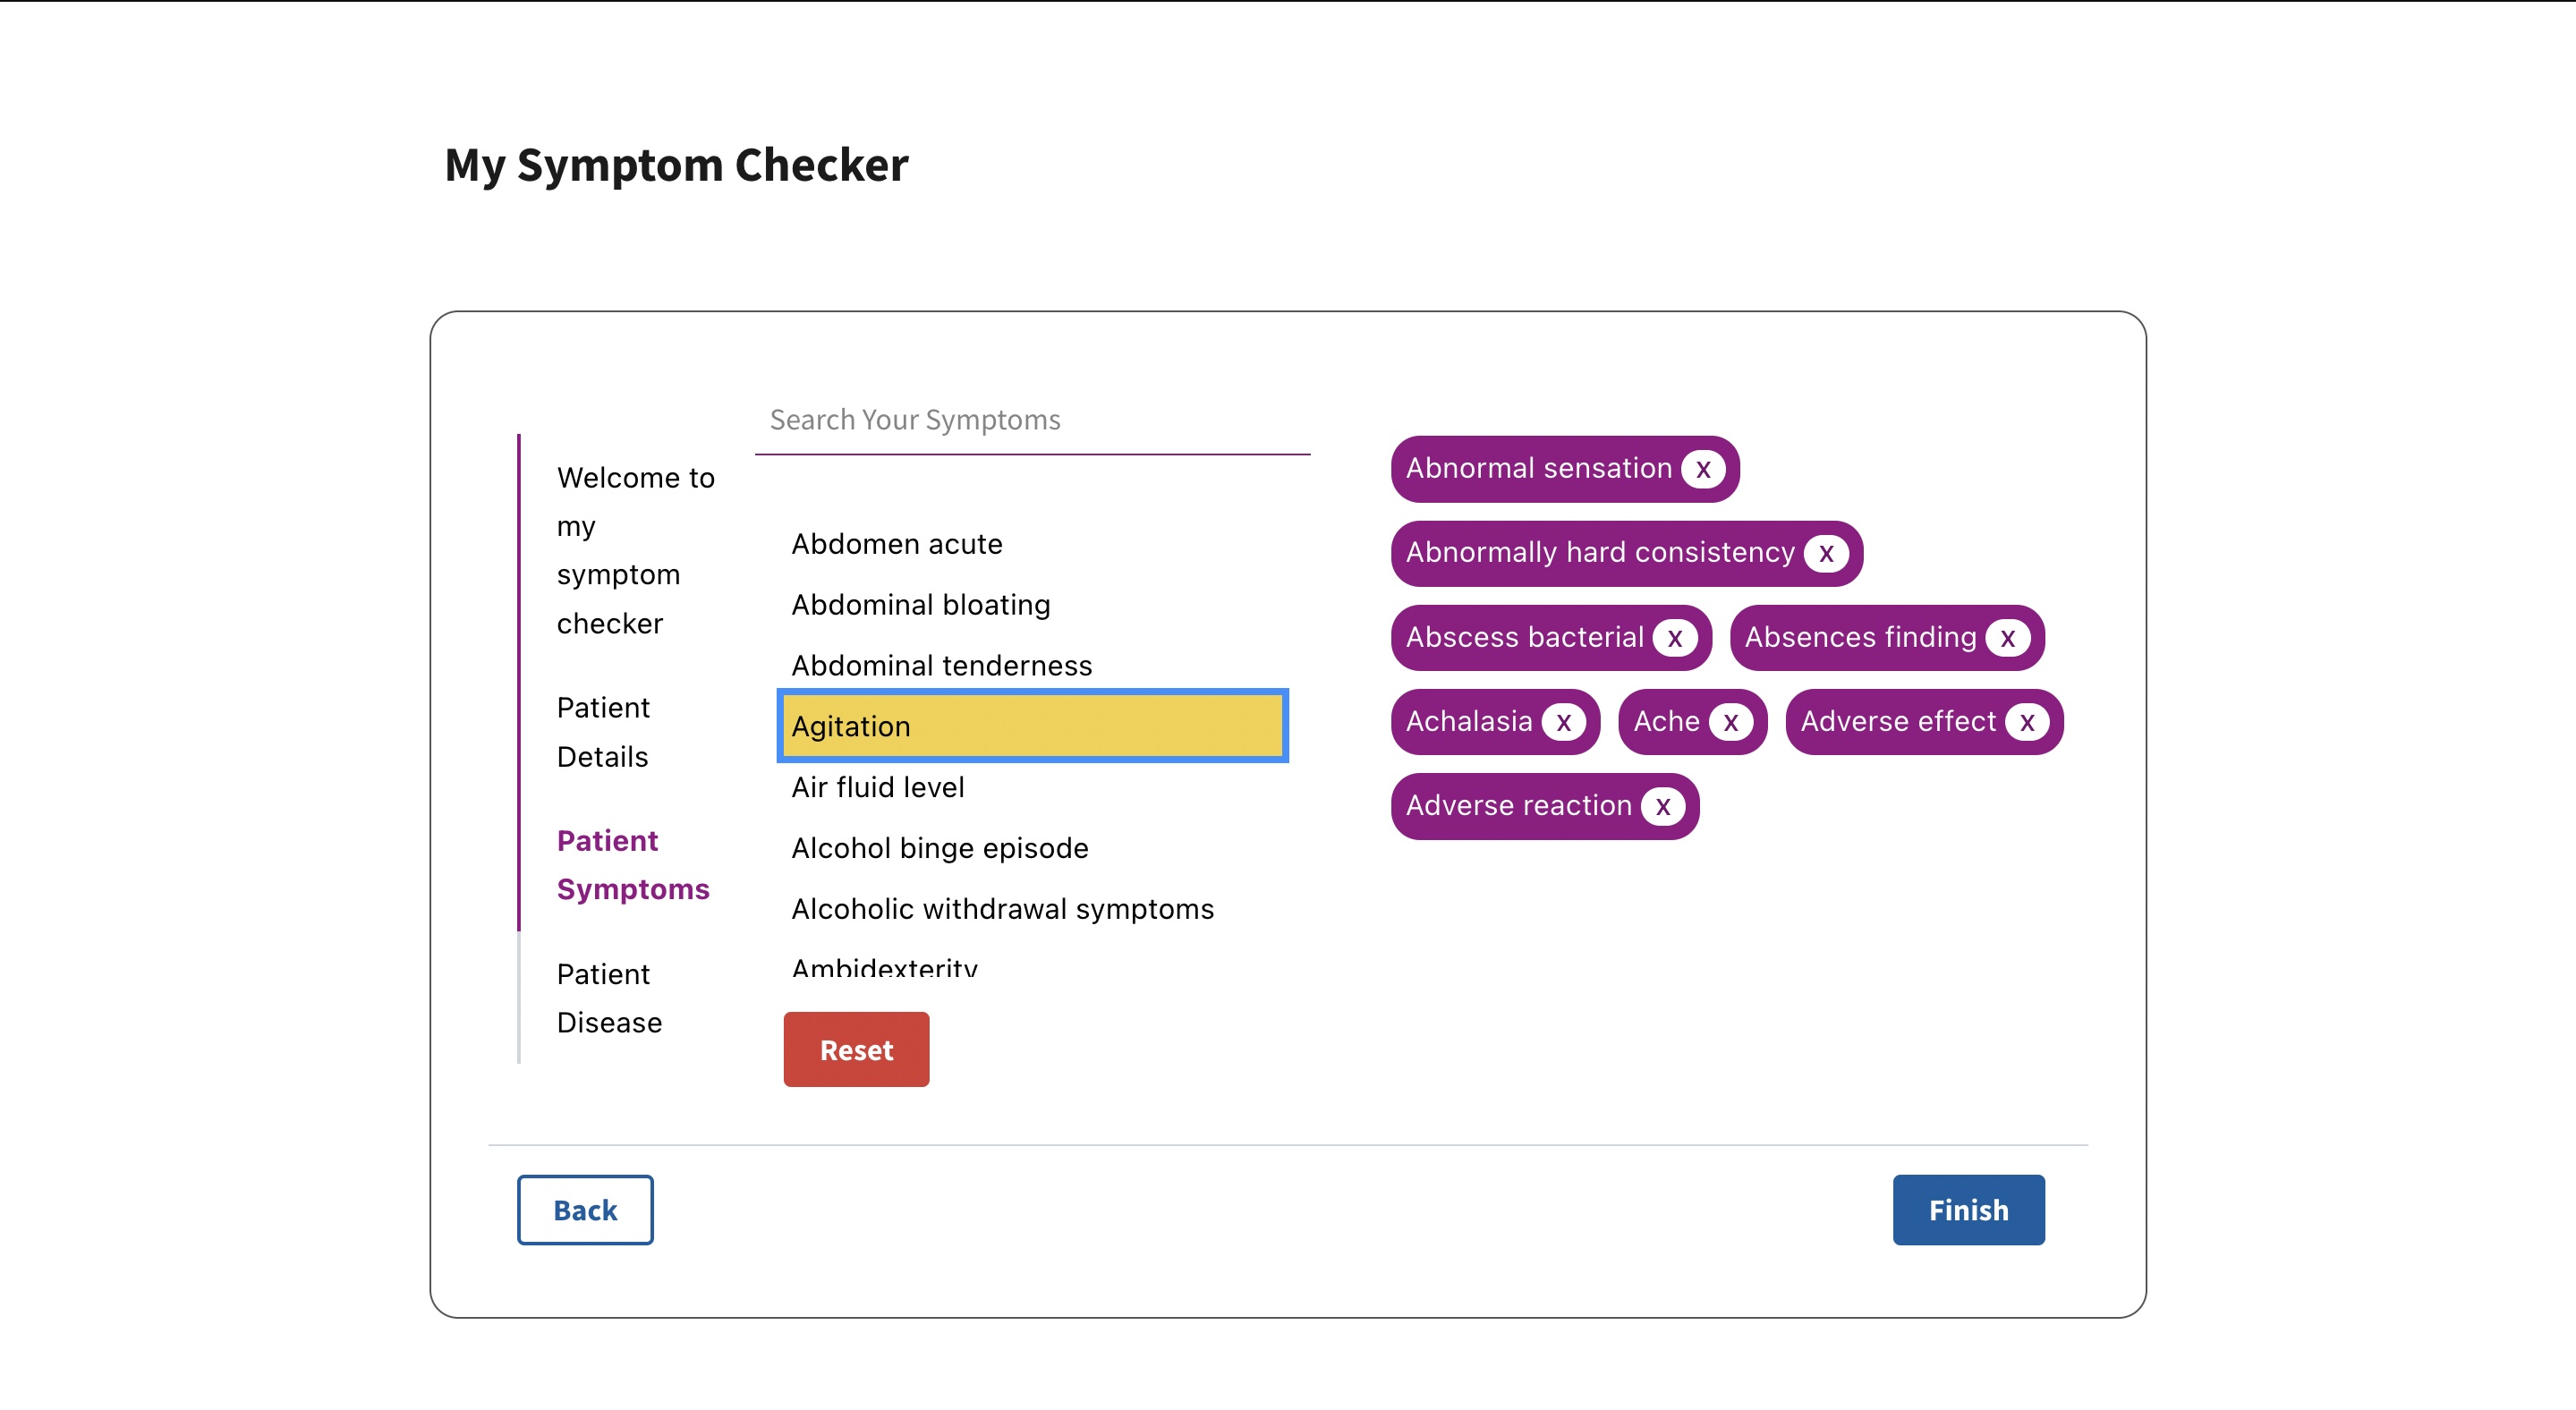 My Symptom Checker
Welcome to
my
symptom
checker
Patient
Details
Patient
Symptoms
Patient
Disease
Search Your Symptoms
Abdomen acute
Abdominal bloating
Abdominal tenderness
Agitation
Air fluid level
Alcohol binge episode
Alcoholic withdrawal symptoms
Ambidexterity
Reset
Abnormal sensation X
Abnormally hard consistency X
Abscess bacterial X Absences finding X
Achalasia X Ache X Adverse effect X
Adverse reaction X
Back
Finish